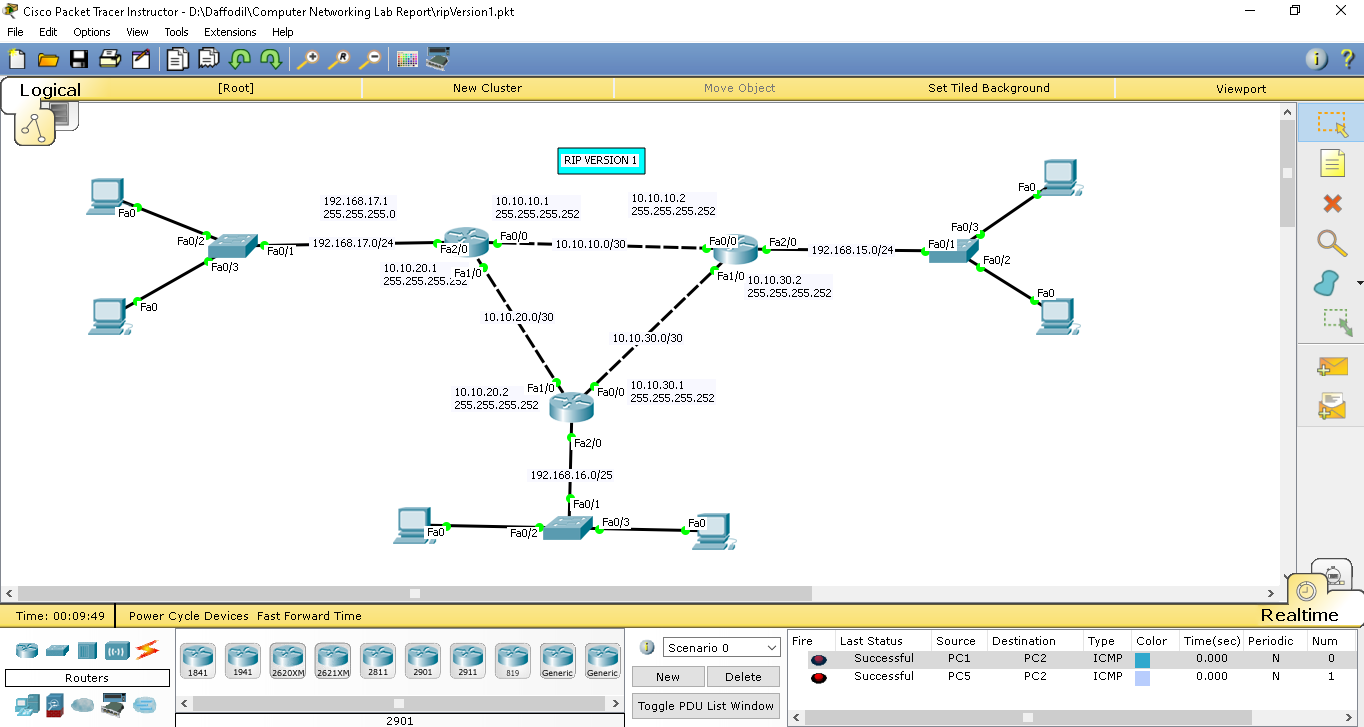 Cisco Packet Tracer Instructor - D:\Daffodil\Computer Networking Lab Report\ripVersion1.pkt
File Edit Options View Tools Extensions Help
Logical [Root] New Cluster Move Object Set Tiled Background Viewport
RIP VERSION 1
192.168.17.1
255.255.255.0
10.10.10.1
255.255.255.252
10.10.10.2
255.255.255.252
Fa0
Fa0/2
Fa0/3
Fa0
Fa0/1
192.168.17.0/24
Fa2/0
Fa0/0
10.10.10.0/30
Fa0/0
Fa2/0
192.168.15.0/24
Fa0/1
Fa0/3
Fa0
Fa0/2
Fa0
10.10.20.1
255.255.255.252
Fa1/0
Fa1/0
10.10.30.2
255.255.255.252
10.10.20.0/30
10.10.30.0/30
10.10.20.2
255.255.255.252
Fa1/0
Fa0/0
10.10.30.1
255.255.255.252
Fa2/0
192.168.16.0/25
Fa0/1
Fa0
Fa0/2
Fa0/3
Fa0
Time: 00:09:49 Power Cycle Devices Fast Forward Time Realtime
Routers
1841 1941 2620XM 2621XM 2811 2901 2911 819 Generic Generic
2901
Scenario 0
New Delete
Toggle PDU List Window
Fire Last Status Source Destination Type Color Time(sec) Periodic Num
Successful PC1 PC2 ICMP 0.000 N 0
Successful PC5 PC2 ICMP 0.000 N 1